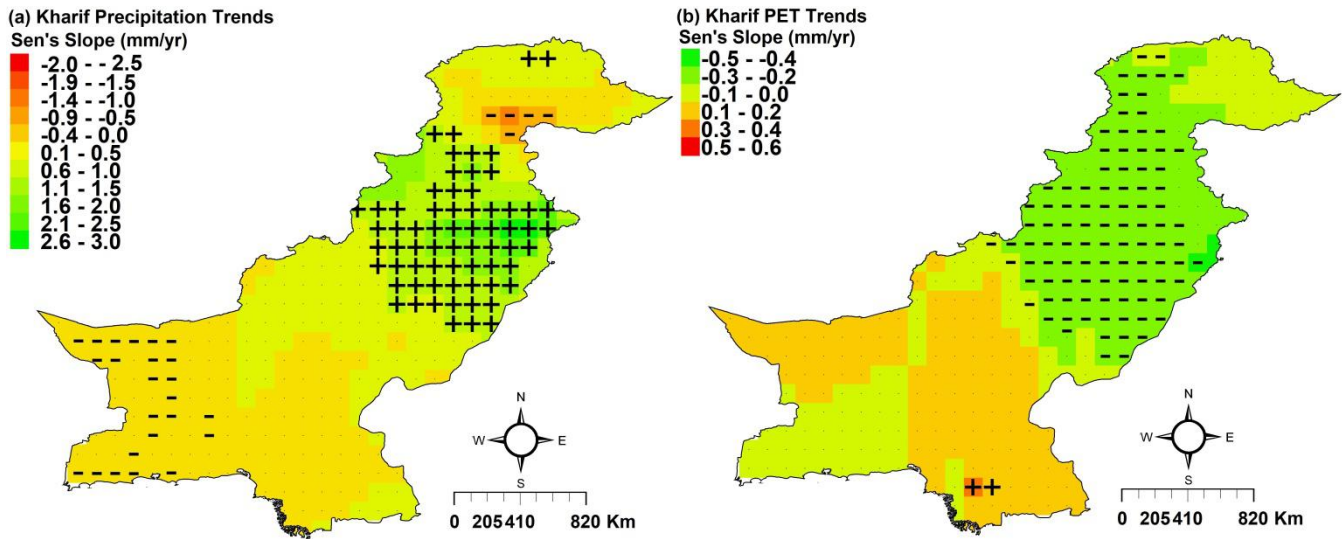 (a) Kharif Precipitation Trends
Sen's Slope (mm/yr)
-2.0 - - 2.5
-1.9 - -1.5
-1.4 - -1.0
-0.9 - -0.5
-0.4 - 0.0
0.1 - 0.5
0.6 - 1.0
1.1 - 1.5
1.6 - 2.0
2.1 - 2.5
2.6 - 3.0
N
W E
S
0 205 410 820 Km
(b) Kharif PET Trends
Sen's Slope (mm/yr)
-0.5 - -0.4
-0.3 - -0.2
-0.1 - 0.0
0.1 - 0.2
0.3 - 0.4
0.5 - 0.6
N
W E
S
0 205 410 820 Km